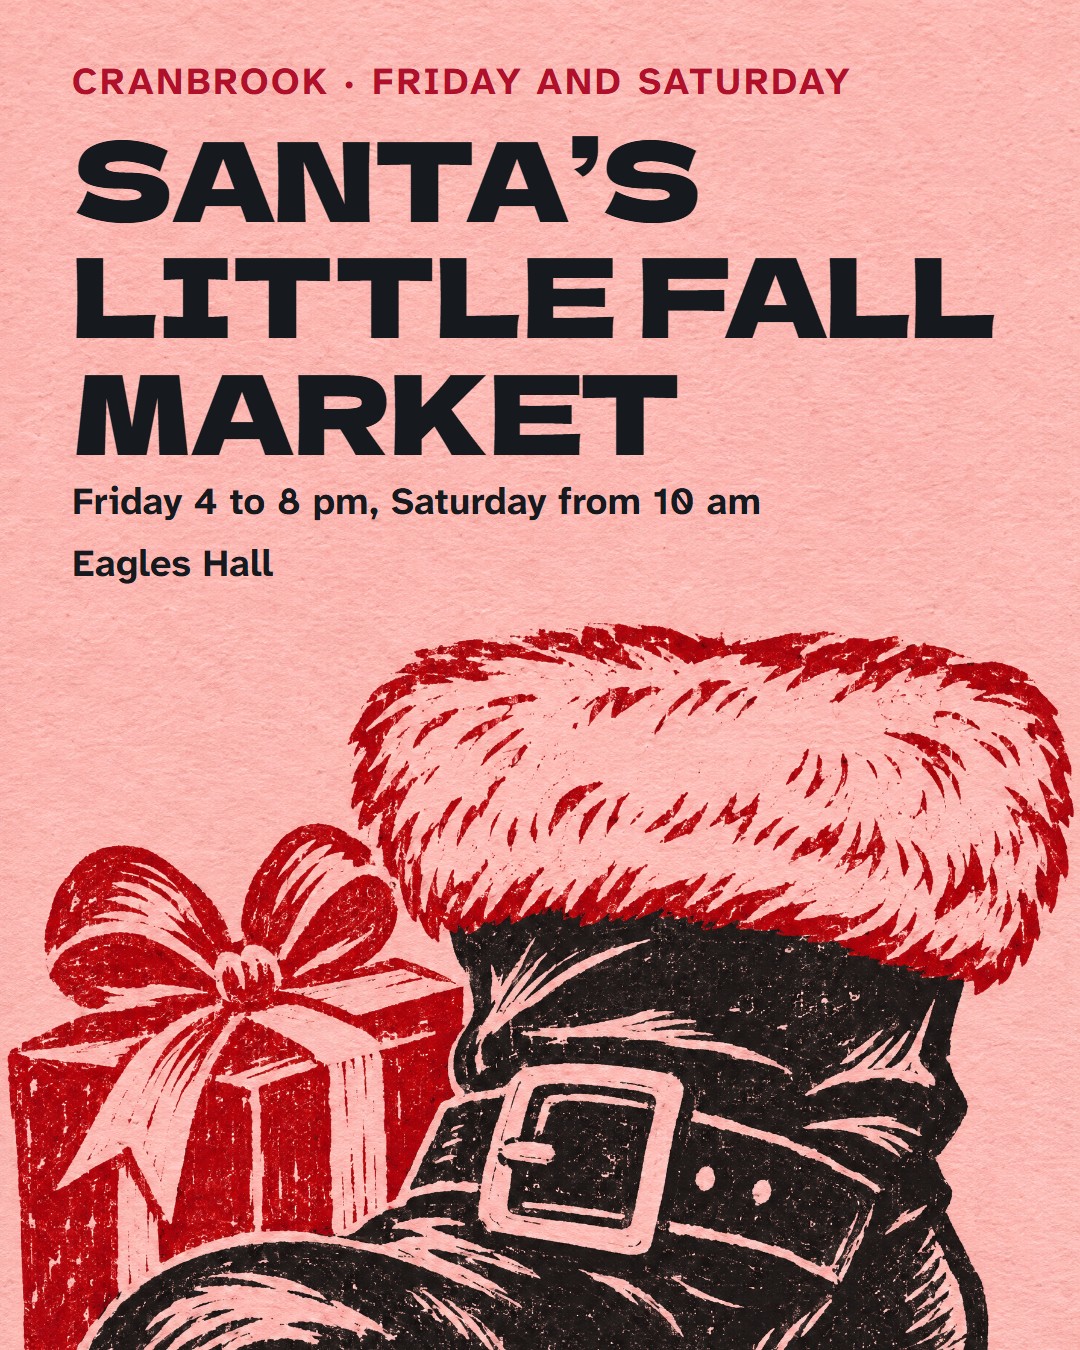 CRANBROOK · FRIDAY AND SATURDAY
SANTA’S
LITTLE FALL
MARKET
Friday 4 to 8 pm, Saturday from 10 am
Eagles Hall